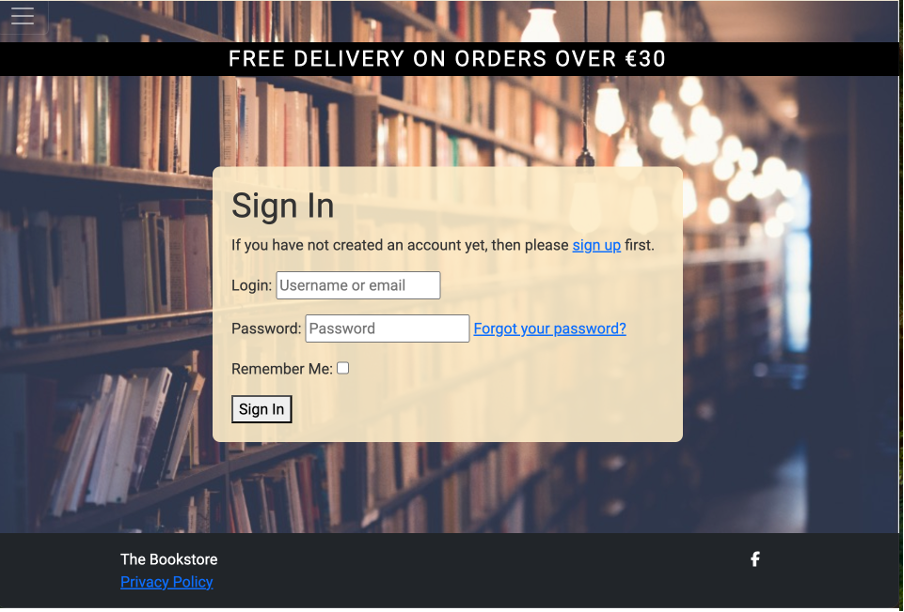 FREE DELIVERY ON ORDERS OVER €30
Sign In
If you have not created an account yet, then please sign up first.
Login: Username or email
Password: Password Forgot your password?
Remember Me:
Sign In
The Bookstore
Privacy Policy